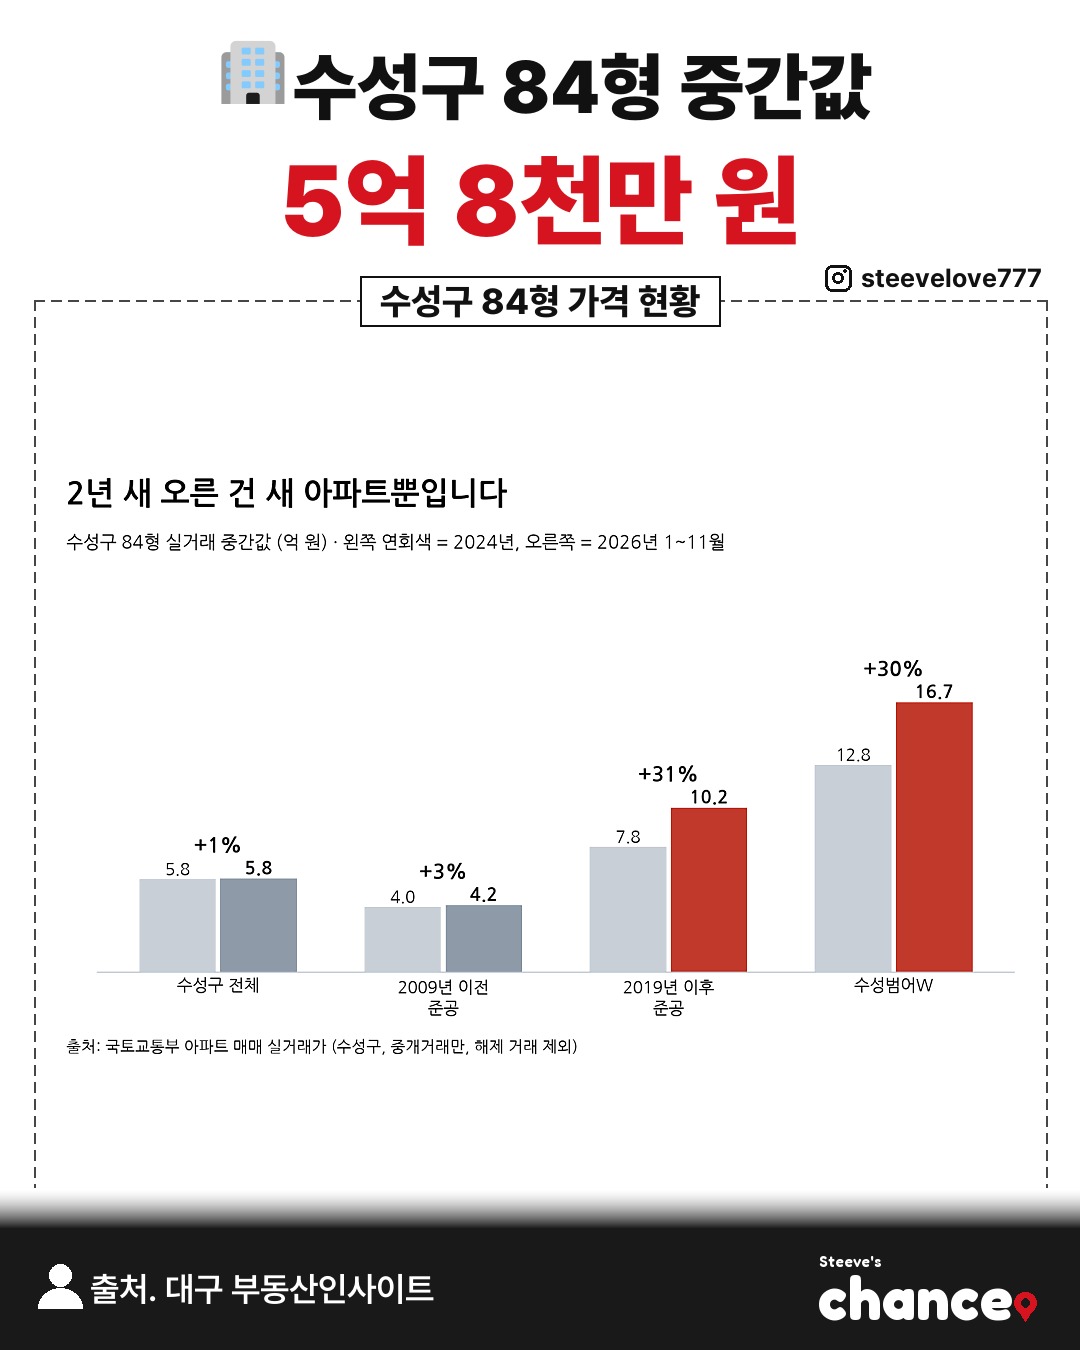 수성구 84형 중간값
5억 8천만 원
steevelove777
수성구 84형 가격 현황
2년 새 오른 건 새 아파트뿐입니다
수성구 84형 실거래 중간값 (억 원) · 왼쪽 연회색 = 2024년, 오른쪽 = 2026년 1~11월
+1%
5.8
5.8
+3%
4.0
4.2
+31%
7.8
10.2
+30%
12.8
16.7
수성구 전체
2009년 이전
준공
2019년 이후
준공
수성범어W
출처: 국토교통부 아파트 매매 실거래가 (수성구, 중개거래만, 해제 거래 제외)
출처. 대구 부동산인사이트
Steeve's
chance